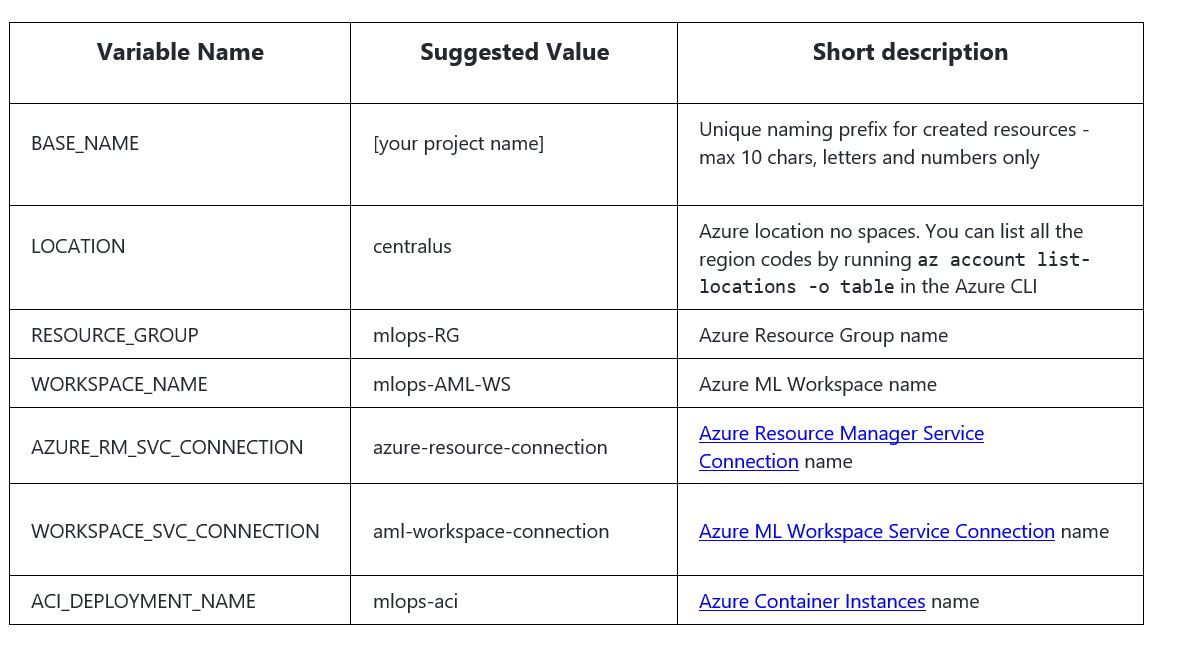 Variable Name Suggested Value Short description
BASE_NAME [your project name] Unique naming prefix for created resources -
max 10 chars, letters and numbers only
LOCATION centralus Azure location no spaces. You can list all the
region codes by running az account list-
locations -o table in the Azure CLI
RESOURCE_GROUP mlops-RG Azure Resource Group name
WORKSPACE_NAME mlops-AML-WS Azure ML Workspace name
AZURE_RM_SVC_CONNECTION azure-resource-connection Azure Resource Manager Service
Connection name
WORKSPACE_SVC_CONNECTION aml-workspace-connection Azure ML Workspace Service Connection name
ACI_DEPLOYMENT_NAME mlops-aci Azure Container Instances name